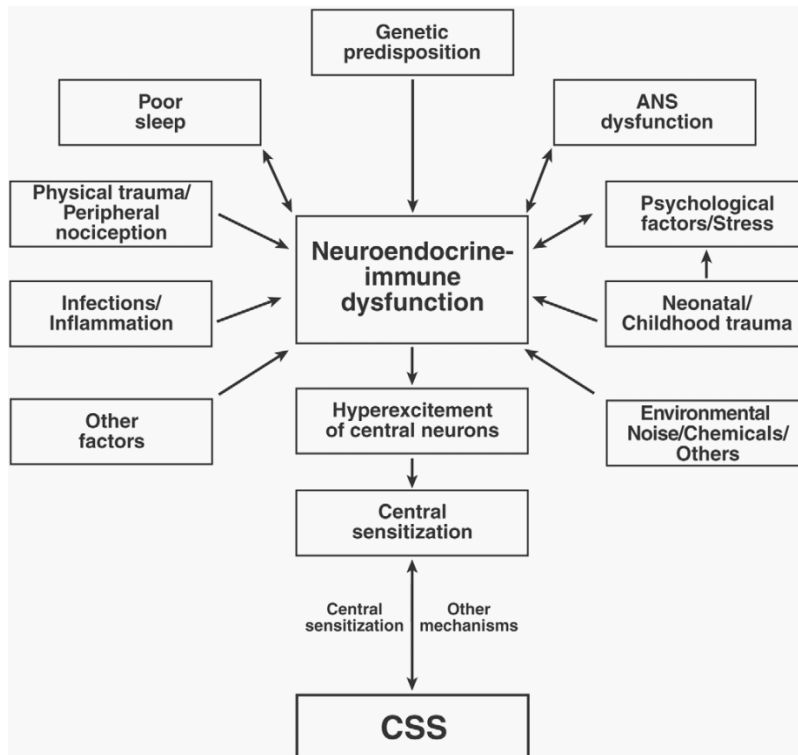 Genetic
predisposition
Poor
sleep
ANS
dysfunction
Physical trauma/
Peripheral
nociception
Neuroendocrine-
immune
dysfunction
Psychological
factors/Stress
Infections/
Inflammation
Neonatal/
Childhood trauma
Other
factors
Hyperexcitement
of central neurons
Environmental
Noise/Chemicals/
Others
Central
sensitization
Central
sensitization
Other
mechanisms
CSS